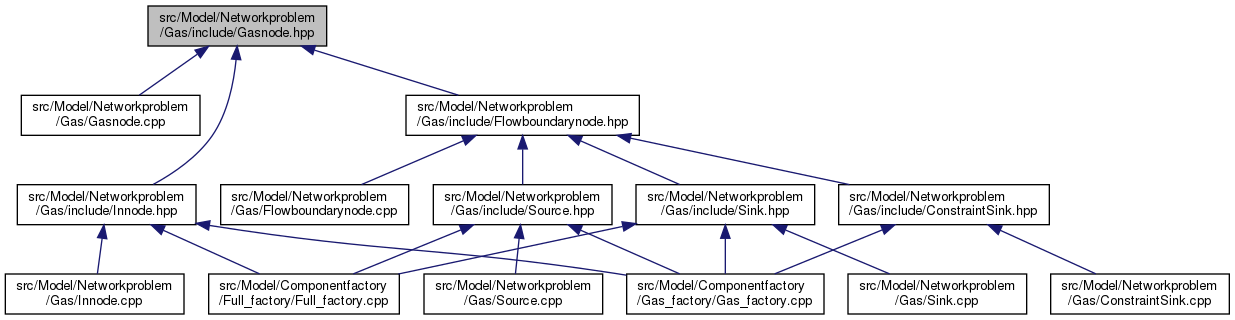 src/Model/Networkproblem
/Gas/include/Gasnode.hpp
src/Model/Networkproblem
/Gas/Gasnode.cpp
src/Model/Networkproblem
/Gas/include/Flowboundarynode.hpp
src/Model/Networkproblem
/Gas/include/Innode.hpp
src/Model/Networkproblem
/Gas/Flowboundarynode.cpp
src/Model/Networkproblem
/Gas/include/Source.hpp
src/Model/Networkproblem
/Gas/include/Sink.hpp
src/Model/Networkproblem
/Gas/include/ConstraintSink.hpp
src/Model/Networkproblem
/Gas/Innode.cpp
src/Model/Componentfactory
/Full_factory/Full_factory.cpp
src/Model/Networkproblem
/Gas/Source.cpp
src/Model/Componentfactory
/Gas_factory/Gas_factory.cpp
src/Model/Networkproblem
/Gas/Sink.cpp
src/Model/Networkproblem
/Gas/ConstraintSink.cpp